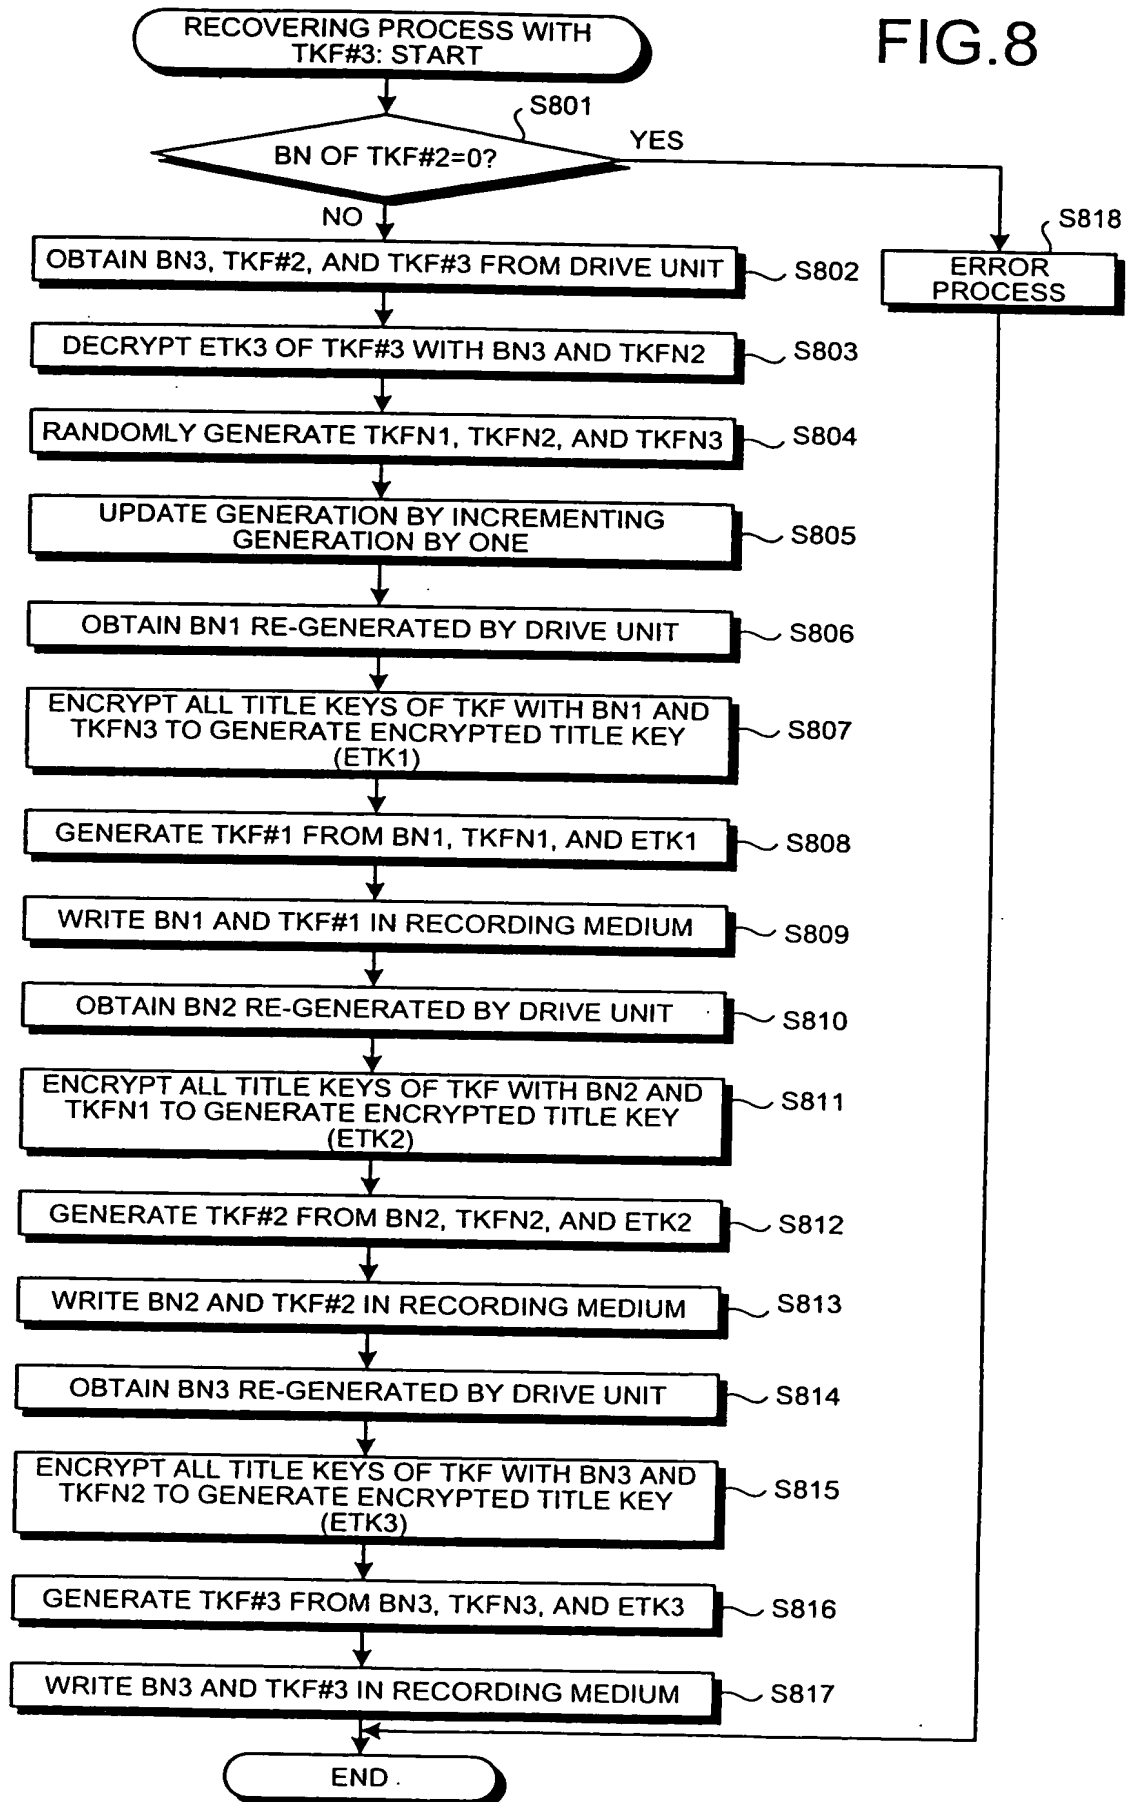 FIG.8
RECOVERING PROCESS WITH
TKF#3: START
S801
BN OF TKF#2=0?
YES
NO
S818
ERROR
PROCESS
OBTAIN BN3, TKF#2, AND TKF#3 FROM DRIVE UNIT
S802
DECRYPT ETK3 OF TKF#3 WITH BN3 AND TKFN2
S803
RANDOMLY GENERATE TKFN1, TKFN2, AND TKFN3
S804
UPDATE GENERATION BY INCREMENTING
GENERATION BY ONE
S805
OBTAIN BN1 RE-GENERATED BY DRIVE UNIT
S806
ENCRYPT ALL TITLE KEYS OF TKF WITH BN1 AND
TKFN3 TO GENERATE ENCRYPTED TITLE KEY
(ETK1)
S807
GENERATE TKF#1 FROM BN1, TKFN1, AND ETK1
S808
WRITE BN1 AND TKF#1 IN RECORDING MEDIUM
S809
OBTAIN BN2 RE-GENERATED BY DRIVE UNIT
S810
ENCRYPT ALL TITLE KEYS OF TKF WITH BN2 AND
TKFN1 TO GENERATE ENCRYPTED TITLE KEY
(ETK2)
S811
GENERATE TKF#2 FROM BN2, TKFN2, AND ETK2
S812
WRITE BN2 AND TKF#2 IN RECORDING MEDIUM
S813
OBTAIN BN3 RE-GENERATED BY DRIVE UNIT
S814
ENCRYPT ALL TITLE KEYS OF TKF WITH BN3 AND
TKFN2 TO GENERATE ENCRYPTED TITLE KEY
(ETK3)
S815
GENERATE TKF#3 FROM BN3, TKFN3, AND ETK3
S816
WRITE BN3 AND TKF#3 IN RECORDING MEDIUM
S817
END